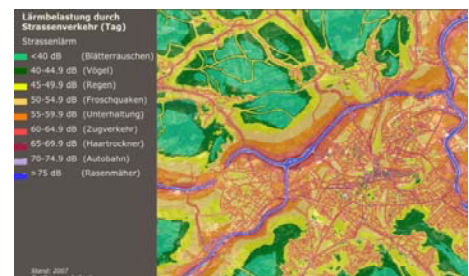 Lärmbelastung durch
Strassenverkehr (Tag)
Strassenlärm
<40 dB (Blätterrauschen)
40-44.9 dB (Vögel)
45-49.9 dB (Regen)
50-54.9 dB (Froschquaken)
55-59.9 dB (Unterhaltung)
60-64.9 dB (Zugverkehr)
65-69.9 dB (Haartrockner)
70-74.9 dB (Autobahn)
>75 dB (Rasenmäher)
Stand: 2007